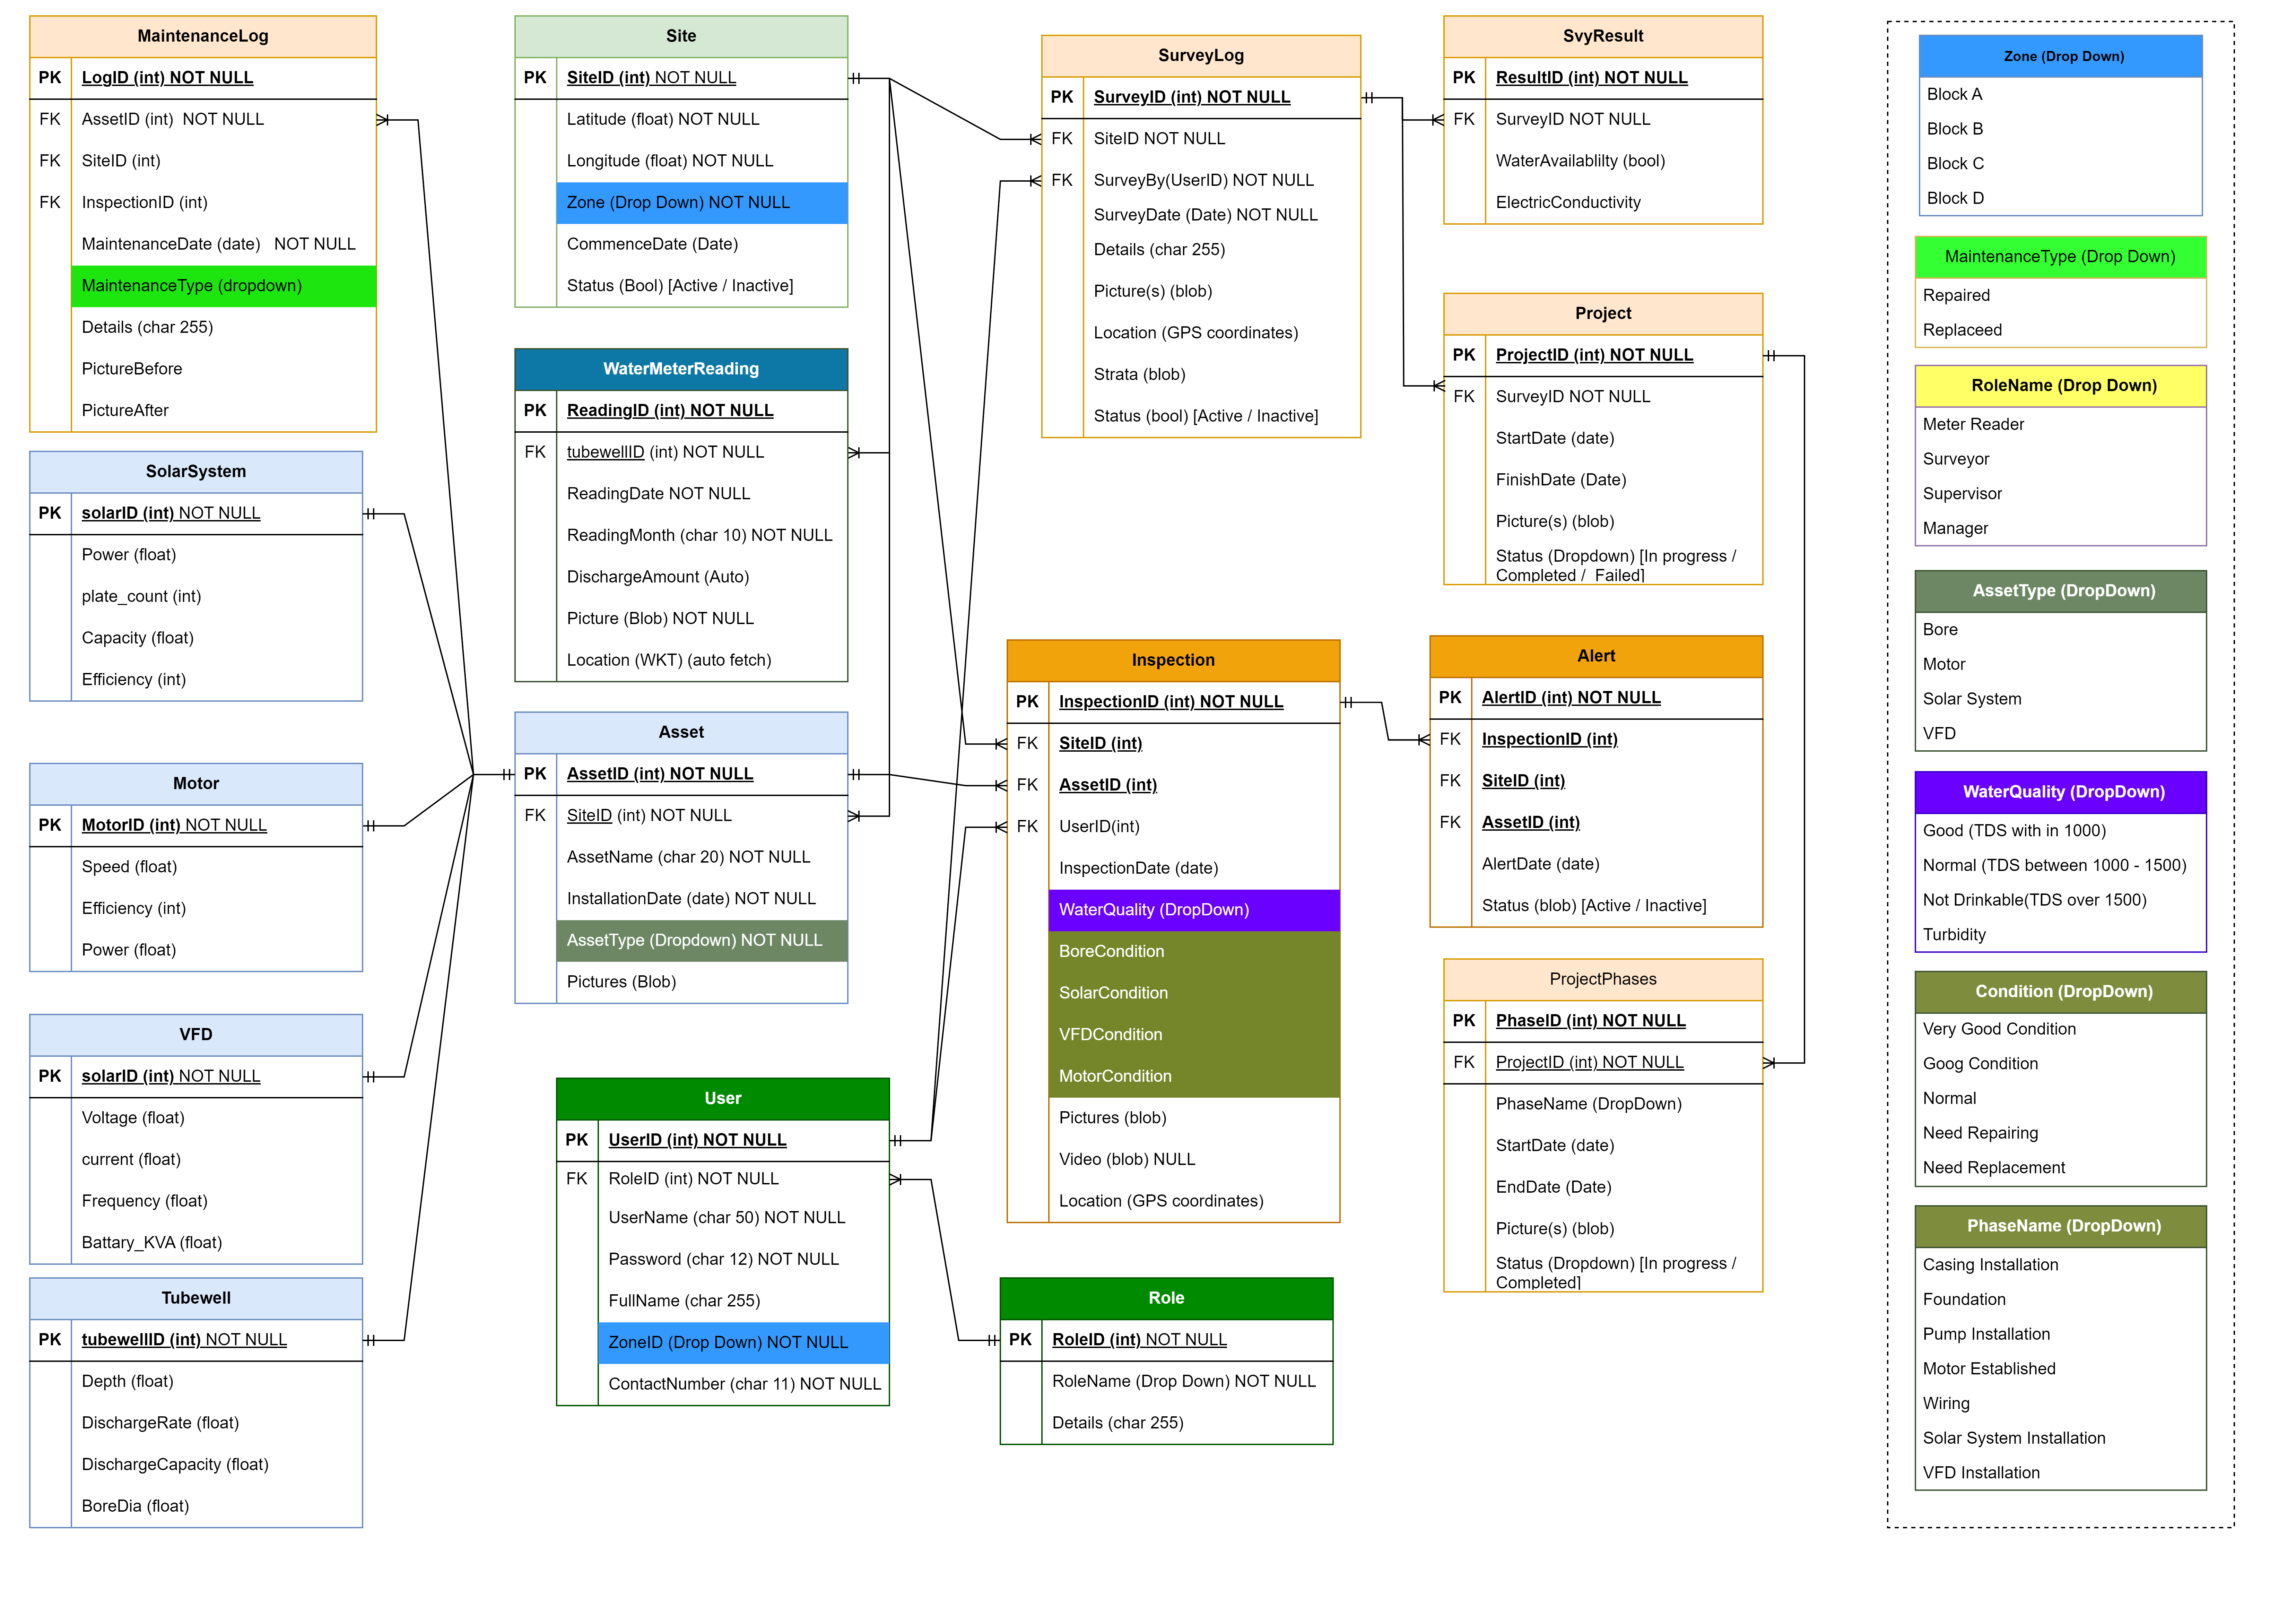 MaintenanceLog
PK LogID (int) NOT NULL
FK AssetID (int) NOT NULL
FK SiteID (int)
FK InspectionID (int)
MaintenanceDate (date) NOT NULL
MaintenanceType (dropdown)
Details (char 255)
PictureBefore
PictureAfter
SolarSystem
PK solarID (int) NOT NULL
Power (float)
plate_count (int)
Capacity (float)
Efficiency (int)
Motor
PK MotorID (int) NOT NULL
Speed (float)
Efficiency (int)
Power (float)
VFD
PK solarID (int) NOT NULL
Voltage (float)
current (float)
Frequency (float)
Battary_KVA (float)
Tubewell
PK tubewellID (int) NOT NULL
Depth (float)
DischargeRate (float)
DischargeCapacity (float)
BoreDia (float)
Site
PK SiteID (int) NOT NULL
Latitude (float) NOT NULL
Longitude (float) NOT NULL
Zone (Drop Down) NOT NULL
CommenceDate (Date)
Status (Bool) [Active / Inactive]
WaterMeterReading
PK ReadingID (int) NOT NULL
FK tubewellID (int) NOT NULL
ReadingDate NOT NULL
ReadingMonth (char 10) NOT NULL
DischargeAmount (Auto)
Picture (Blob) NOT NULL
Location (WKT) (auto fetch)
Asset
PK AssetID (int) NOT NULL
FK SiteID (int) NOT NULL
AssetName (char 20) NOT NULL
InstallationDate (date) NOT NULL
AssetType (Dropdown) NOT NULL
Pictures (Blob)
User
PK UserID (int) NOT NULL
FK RoleID (int) NOT NULL
UserName (char 50) NOT NULL
Password (char 12) NOT NULL
FullName (char 255)
ZoneID (Drop Down) NOT NULL
ContactNumber (char 11) NOT NULL
SurveyLog
PK SurveyID (int) NOT NULL
FK SiteID NOT NULL
FK SurveyBy(UserID) NOT NULL
SurveyDate (Date) NOT NULL
Details (char 255)
Picture(s) (blob)
Location (GPS coordinates)
Strata (blob)
Status (bool) [Active / Inactive]
Inspection
PK InspectionID (int) NOT NULL
FK SiteID (int)
FK AssetID (int)
FK UserID(int)
InspectionDate (date)
WaterQuality (DropDown)
BoreCondition
SolarCondition
VFDCondition
MotorCondition
Pictures (blob)
Video (blob) NULL
Location (GPS coordinates)
Role
PK RoleID (int) NOT NULL
RoleName (Drop Down) NOT NULL
Details (char 255)
SvyResult
PK ResultID (int) NOT NULL
FK SurveyID NOT NULL
WaterAvailablilty (bool)
ElectricConductivity
Project
PK ProjectID (int) NOT NULL
FK SurveyID NOT NULL
StartDate (date)
FinishDate (Date)
Picture(s) (blob)
Status (Dropdown) [In progress /
Completed / Failed]
Alert
PK AlertID (int) NOT NULL
FK InspectionID (int)
FK SiteID (int)
FK AssetID (int)
AlertDate (date)
Status (blob) [Active / Inactive]
ProjectPhases
PK PhaseID (int) NOT NULL
FK ProjectID (int) NOT NULL
PhaseName (DropDown)
StartDate (date)
EndDate (Date)
Picture(s) (blob)
Status (Dropdown) [In progress /
Completed]
Zone (Drop Down)
Block A
Block B
Block C
Block D
MaintenanceType (Drop Down)
Repaired
Replaceed
RoleName (Drop Down)
Meter Reader
Surveyor
Supervisor
Manager
AssetType (DropDown)
Bore
Motor
Solar System
VFD
WaterQuality (DropDown)
Good (TDS with in 1000)
Normal (TDS between 1000 - 1500)
Not Drinkable(TDS over 1500)
Turbidity
Condition (DropDown)
Very Good Condition
Goog Condition
Normal
Need Repairing
Need Replacement
PhaseName (DropDown)
Casing Installation
Foundation
Pump Installation
Motor Established
Wiring
Solar System Installation
VFD Installation